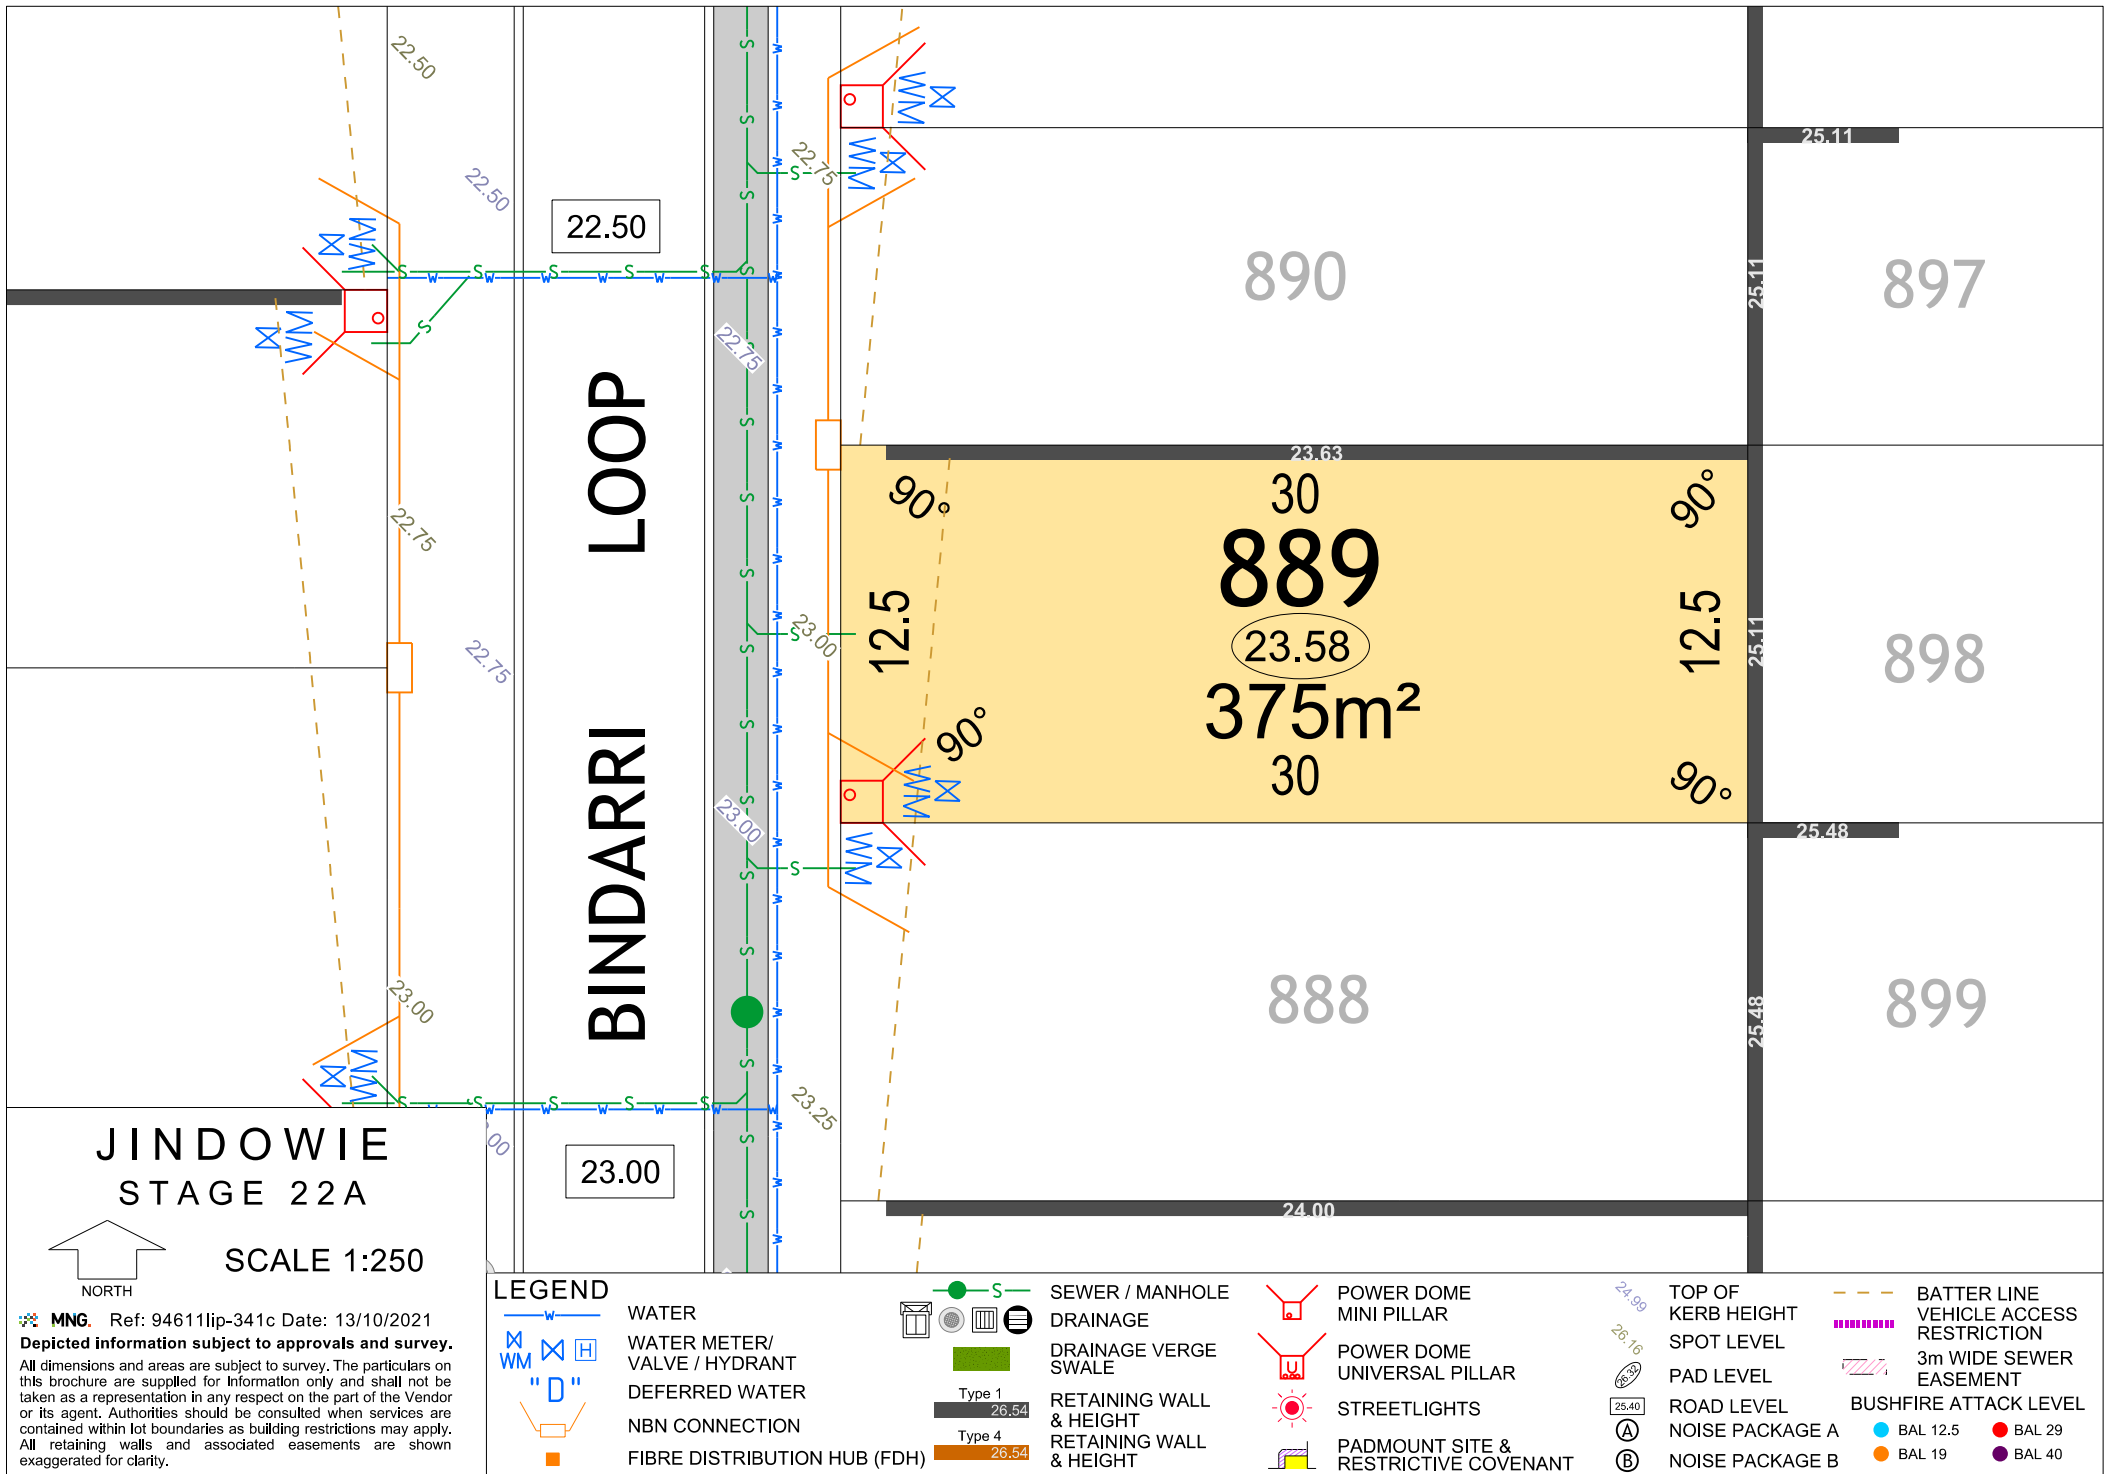 22.50
22.50
22.50
22.75
25.11
890
25.11
897
22.75
LOOP
23.63
30
90°
90°
889
22.75
12.5
23.58
12.5
25.11
898
23.00
22.75
375m²
90°
30
90°
23.00
BINDARRI
888
25.48
25.48
899
23.00
23.25
23.00
24.00
JINDOWIE
STAGE 22A
NORTH
SCALE 1:250
MNG. Ref: 94611lip-341c Date: 13/10/2021
Depicted information subject to approvals and survey.
All dimensions and areas are subject to survey. The particulars on
this brochure are supplied for information only and shall not be
taken as a representation in any respect on the part of the Vendor
or its agent. Authorities should be consulted when services are
contained within lot boundaries as building restrictions may apply.
All retaining walls and associated easements are shown
exaggerated for clarity.
LEGEND
W WATER
WM H WATER METER/
VALVE / HYDRANT
"D" DEFERRED WATER
NBN CONNECTION
FIBRE DISTRIBUTION HUB (FDH)
S SEWER / MANHOLE
DRAINAGE
DRAINAGE VERGE
SWALE
Type 1
26.54
RETAINING WALL
& HEIGHT
Type 4
26.54
RETAINING WALL
& HEIGHT
POWER DOME
MINI PILLAR
U POWER DOME
UNIVERSAL PILLAR
STREETLIGHTS
PADMOUNT SITE &
RESTRICTIVE COVENANT
24.99 TOP OF
KERB HEIGHT
26.16 SPOT LEVEL
26.32 PAD LEVEL
25.40 ROAD LEVEL
A NOISE PACKAGE A
B NOISE PACKAGE B
BATTER LINE
VEHICLE ACCESS
RESTRICTION
3m WIDE SEWER
EASEMENT
BUSHFIRE ATTACK LEVEL
BAL 12.5
BAL 29
BAL 19
BAL 40